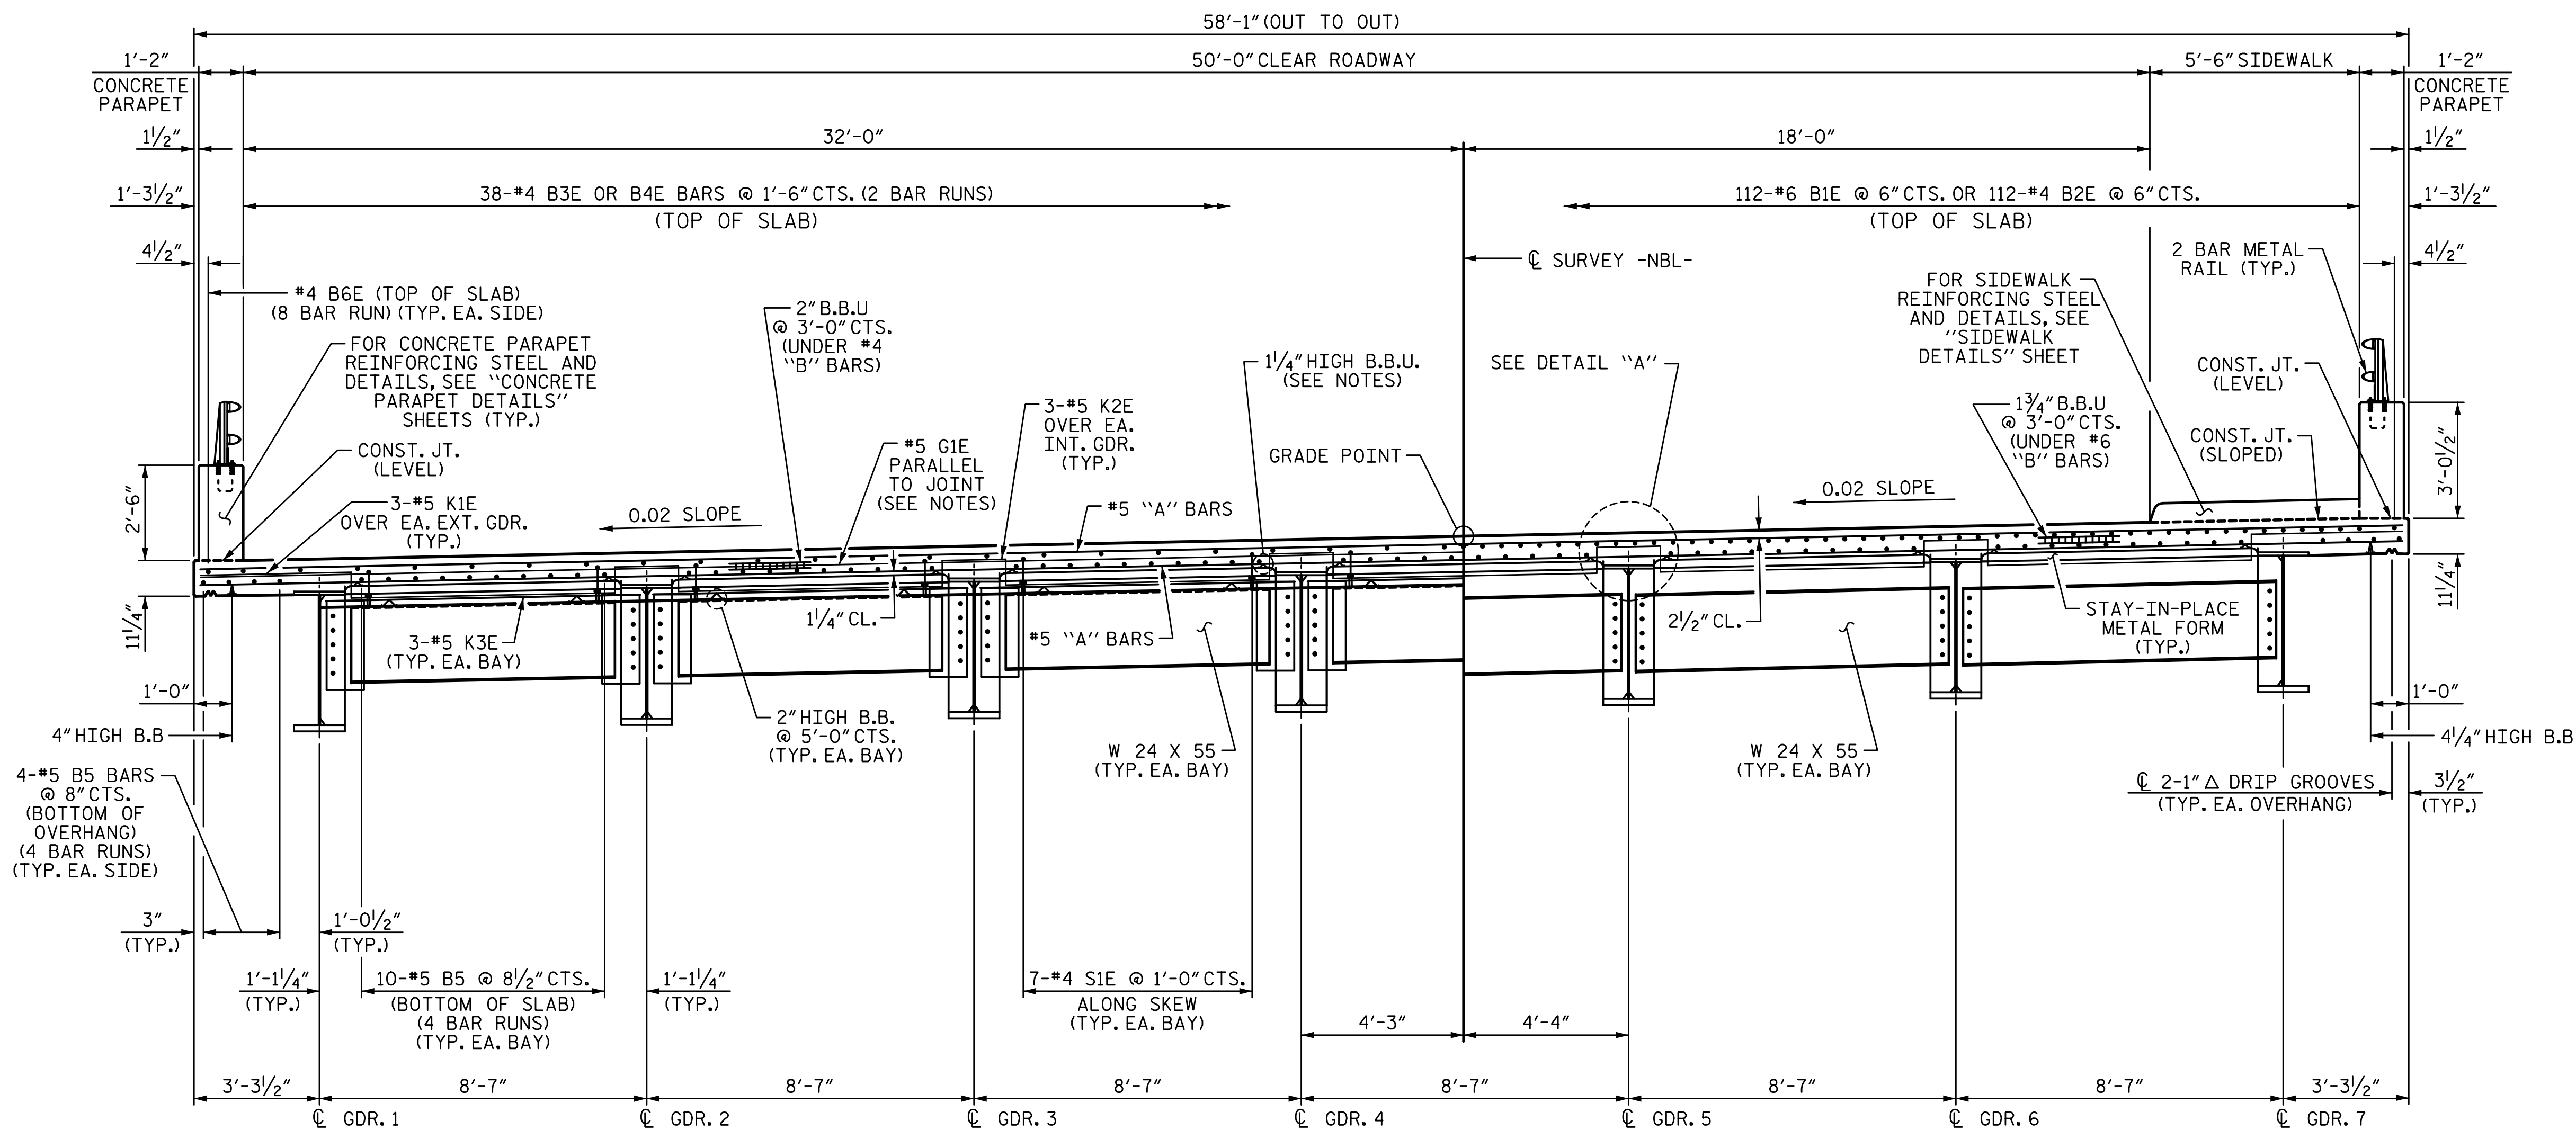 58'-1" (OUT TO OUT)
1'-2"
CONCRETE
PARAPET
50'-0" CLEAR ROADWAY
5'-6" SIDEWALK
1'-2"
CONCRETE
PARAPET
1½"
32'-0"
18'-0"
1½"
1'-3½"
38-#4 B3E OR B4E BARS @ 1'-6" CTS. (2 BAR RUNS)
(TOP OF SLAB)
112-#6 B1E @ 6" CTS. OR 112-#4 B2E @ 6" CTS.
(TOP OF SLAB)
1'-3½"
4½"
℄ SURVEY -NBL-
2 BAR METAL
RAIL (TYP.)
4½"
#4 B6E (TOP OF SLAB)
(8 BAR RUN) (TYP. EA. SIDE)
FOR CONCRETE PARAPET
REINFORCING STEEL AND
DETAILS, SEE "CONCRETE
PARAPET DETAILS"
SHEETS (TYP.)
2" B.B.U
@ 3'-0" CTS.
(UNDER #4
"B" BARS)
1¼" HIGH B.B.U.
(SEE NOTES)
SEE DETAIL "A"
FOR SIDEWALK
REINFORCING STEEL
AND DETAILS, SEE
"SIDEWALK
DETAILS" SHEET
CONST. JT.
(LEVEL)
1¾" B.B.U
@ 3'-0" CTS.
(UNDER #6
"B" BARS)
CONST. JT.
(SLOPED)
3'-0½"
CONST. JT.
(LEVEL)
#5 G1E
PARALLEL
TO JOINT
(SEE NOTES)
3-#5 K2E
OVER EA.
INT. GDR.
(TYP.)
GRADE POINT
2'-6"
3-#5 K1E
OVER EA. EXT. GDR.
(TYP.)
0.02 SLOPE
#5 "A" BARS
0.02 SLOPE
11¼"
3-#5 K3E
(TYP. EA. BAY)
1¼" CL.
#5 "A" BARS
2½" CL.
STAY-IN-PLACE
METAL FORM
(TYP.)
11¼"
1'-0"
4" HIGH B.B
2" HIGH B.B.
@ 5'-0" CTS.
(TYP. EA. BAY)
W 24 X 55
(TYP. EA. BAY)
W 24 X 55
(TYP. EA. BAY)
1'-0"
4¼" HIGH B.B
4-#5 B5 BARS
@ 8" CTS.
(BOTTOM OF
OVERHANG)
(4 BAR RUNS)
(TYP. EA. SIDE)
℄ 2-1" △ DRIP GROOVES
(TYP. EA. OVERHANG)
3½"
(TYP.)
3"
(TYP.)
1'-0½"
(TYP.)
1'-1¼"
(TYP.)
10-#5 B5 @ 8½" CTS.
(BOTTOM OF SLAB)
(4 BAR RUNS)
(TYP. EA. BAY)
1'-1¼"
(TYP.)
7-#4 S1E @ 1'-0" CTS.
ALONG SKEW
(TYP. EA. BAY)
4'-3"
4'-4"
3'-3½"
8'-7"
8'-7"
8'-7"
8'-7"
8'-7"
8'-7"
3'-3½"
℄ GDR. 1
℄ GDR. 2
℄ GDR. 3
℄ GDR. 4
℄ GDR. 5
℄ GDR. 6
℄ GDR. 7